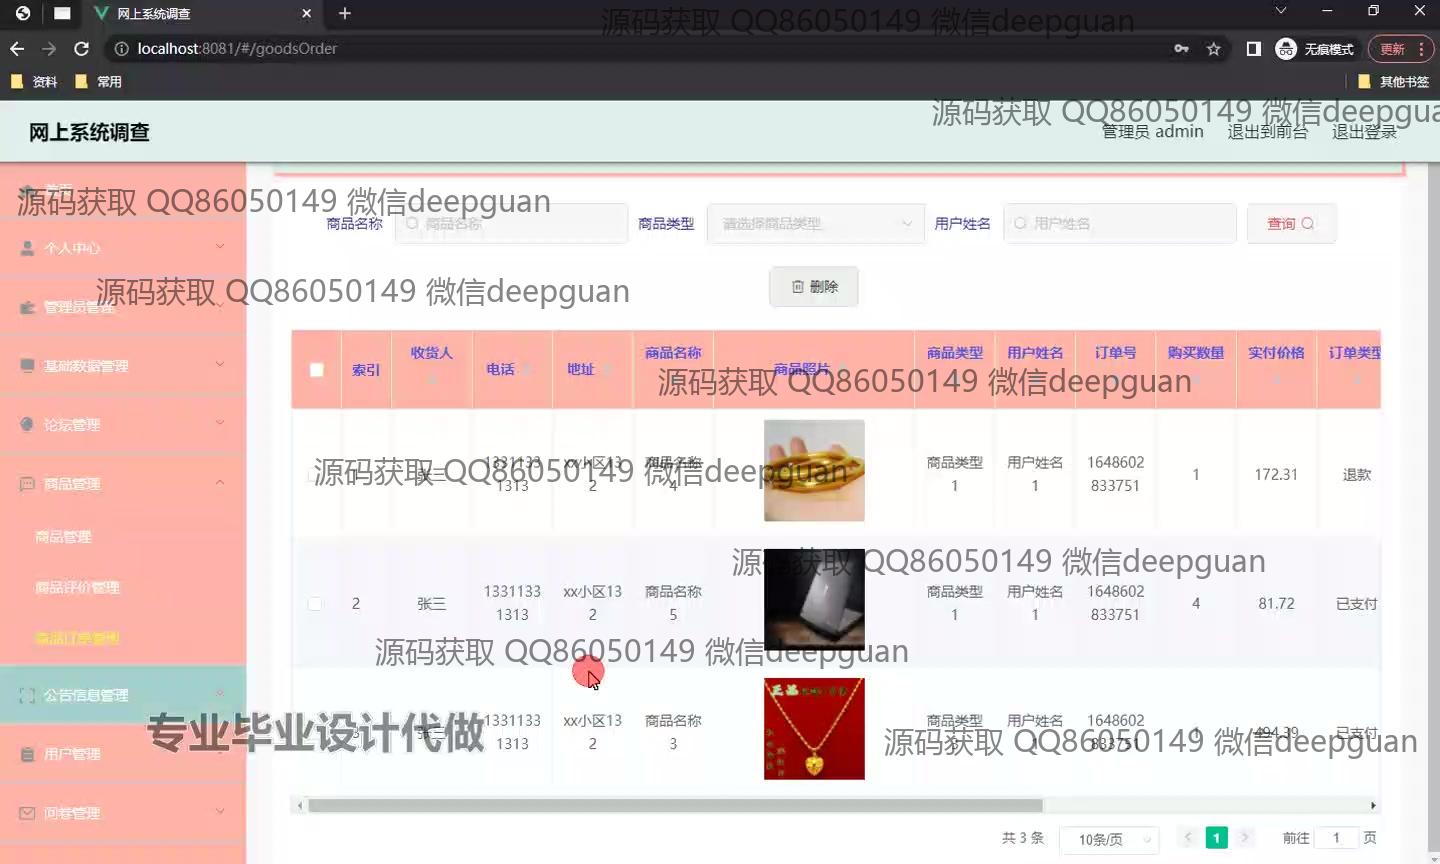 网上系统调查
localhost:8081/#/goodsOrder
无痕模式
更新
资料
常用
其他书签
源码获取 QQ86050149 微信deepguan
网上系统调查
源码获取 QQ86050149 微信deepgua
管理员 admin
退出到前台
退出登录
首页
源码获取 QQ86050149 微信deepguan
个人中心
管理员管理
源码获取 QQ86050149 微信deepguan
基础数据管理
论坛管理
商品管理
商品管理
商品评价管理
商品订单管理
公告信息管理
用户管理
问卷管理
专业毕业设计代做
商品名称
商品名称
商品类型
请选择商品类型
用户姓名
用户姓名
查询
删除
索引 收货人 电话 地址 商品名称 商品照片 商品类型 用户姓名 订单号 购买数量 实付价格 订单类型
源码获取 QQ86050149 微信deepguan
张三 1331133 xx小区13 商品名称 商品类型 用户姓名 1648602 1 172.31 退款
1313 2 4 1 1 833751
源码获取 QQ86050149 微信deepguan
源码获取 QQ86050149 微信deepguan
2 张三 1331133 xx小区13 商品名称 商品类型 用户姓名 1648602 4 81.72 已支付
1313 2 5 1 1 833751
源码获取 QQ86050149 微信deepguan
正品
3 张三 1331133 xx小区13 商品名称 商品类型 用户姓名 1648602 494.39 已支付
1313 2 3 1 833751
源码获取 QQ86050149 微信deepguan
共 3 条
10条/页
1
前往 1 页